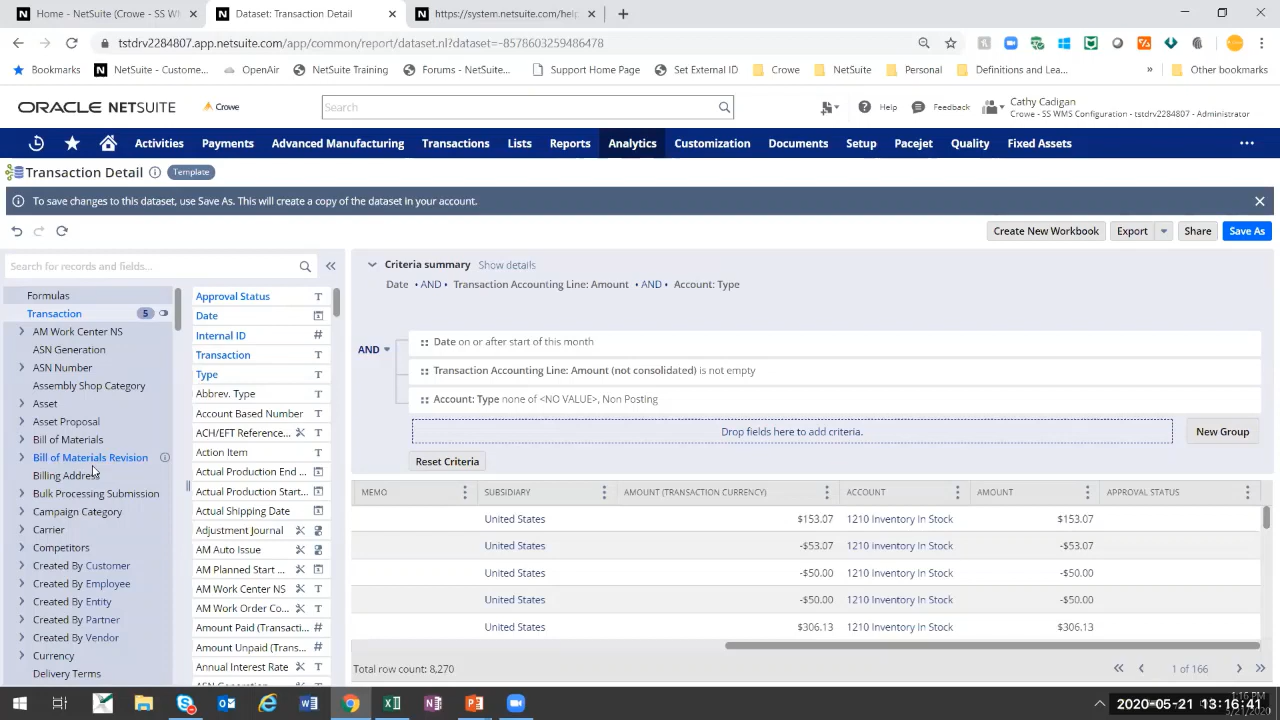 Home - NetSuite (Crowe - SS WM
Dataset: Transaction Detail
https://system.netsuite.com/help
tstdrv2284807.app.netsuite.com/app/common/report/dataset.nl?dataset=-8578603259486478
Bookmarks
NetSuite - Custome...
OpenAir
NetSuite Training
Forums - NetSuite...
Support Home Page
Set External ID
Crowe
NetSuite
Personal
Definitions and Lea...
»
Other bookmarks
ORACLE NETSUITE
Crowe
Search
Help
Feedback
Cathy Cadigan
Crowe - SS WMS Configuration - tstdrv2284807 - Administrator
Activities
Payments
Advanced Manufacturing
Transactions
Lists
Reports
Analytics
Customization
Documents
Setup
Pacejet
Quality
Fixed Assets
Transaction Detail
Template
To save changes to this dataset, use Save As. This will create a copy of the dataset in your account.
Create New Workbook
Export
Share
Save As
Search for records and fields...
Formulas
Transaction
5
AM Work Center NS
ASN Generation
ASN Number
Assembly Shop Category
Asset
Asset Proposal
Bill of Materials
Bill of Materials Revision
Billing Address
Bulk Processing Submission
Campaign Category
Carrier
Competitors
Created By Customer
Created By Employee
Created By Entity
Created By Partner
Created By Vendor
Currency
Delivery Terms
Approval Status T
Date
Internal ID #
Transaction T
Type T
Abbrev. Type T
Account Based Number T
ACH/EFT Reference... T
Action Item T
Actual Production End ...
Actual Production Start...
Actual Shipping Date
Adjustment Journal
AM Auto Issue
AM Planned Start ...
AM Work Center NS T
AM Work Order Co... T
Amount Paid (Transacti... #
Amount Unpaid (Trans... #
Annual Interest Rate T
Criteria summary Show details
Date • AND • Transaction Accounting Line: Amount • AND • Account: Type
AND
Date on or after start of this month
Transaction Accounting Line: Amount (not consolidated) is not empty
Account: Type none of <NO VALUE>, Non Posting
Drop fields here to add criteria.
New Group
Reset Criteria
MEMO SUBSIDIARY AMOUNT (TRANSACTION CURRENCY) ACCOUNT AMOUNT APPROVAL STATUS
United States $153.07 1210 Inventory In Stock $153.07
United States -$53.07 1210 Inventory In Stock -$53.07
United States -$50.00 1210 Inventory In Stock -$50.00
United States -$50.00 1210 Inventory In Stock -$50.00
United States $306.13 1210 Inventory In Stock $306.13
Total row count: 8,270
1 of 166
2020-05-21 13:16:41